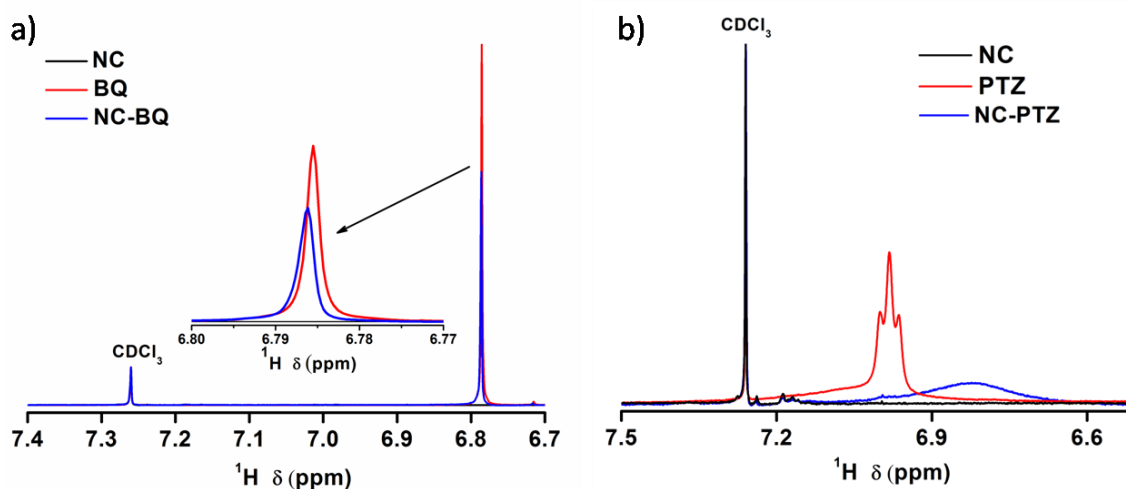 a)
NC
BQ
NC-BQ
CDCl₃
6.80 6.79 6.78 6.77
¹H δ (ppm)
7.4 7.3 7.2 7.1 7.0 6.9 6.8 6.7
¹H δ (ppm)
b)
CDCl₃
NC
PTZ
NC-PTZ
7.5 7.2 6.9 6.6
¹H δ (ppm)